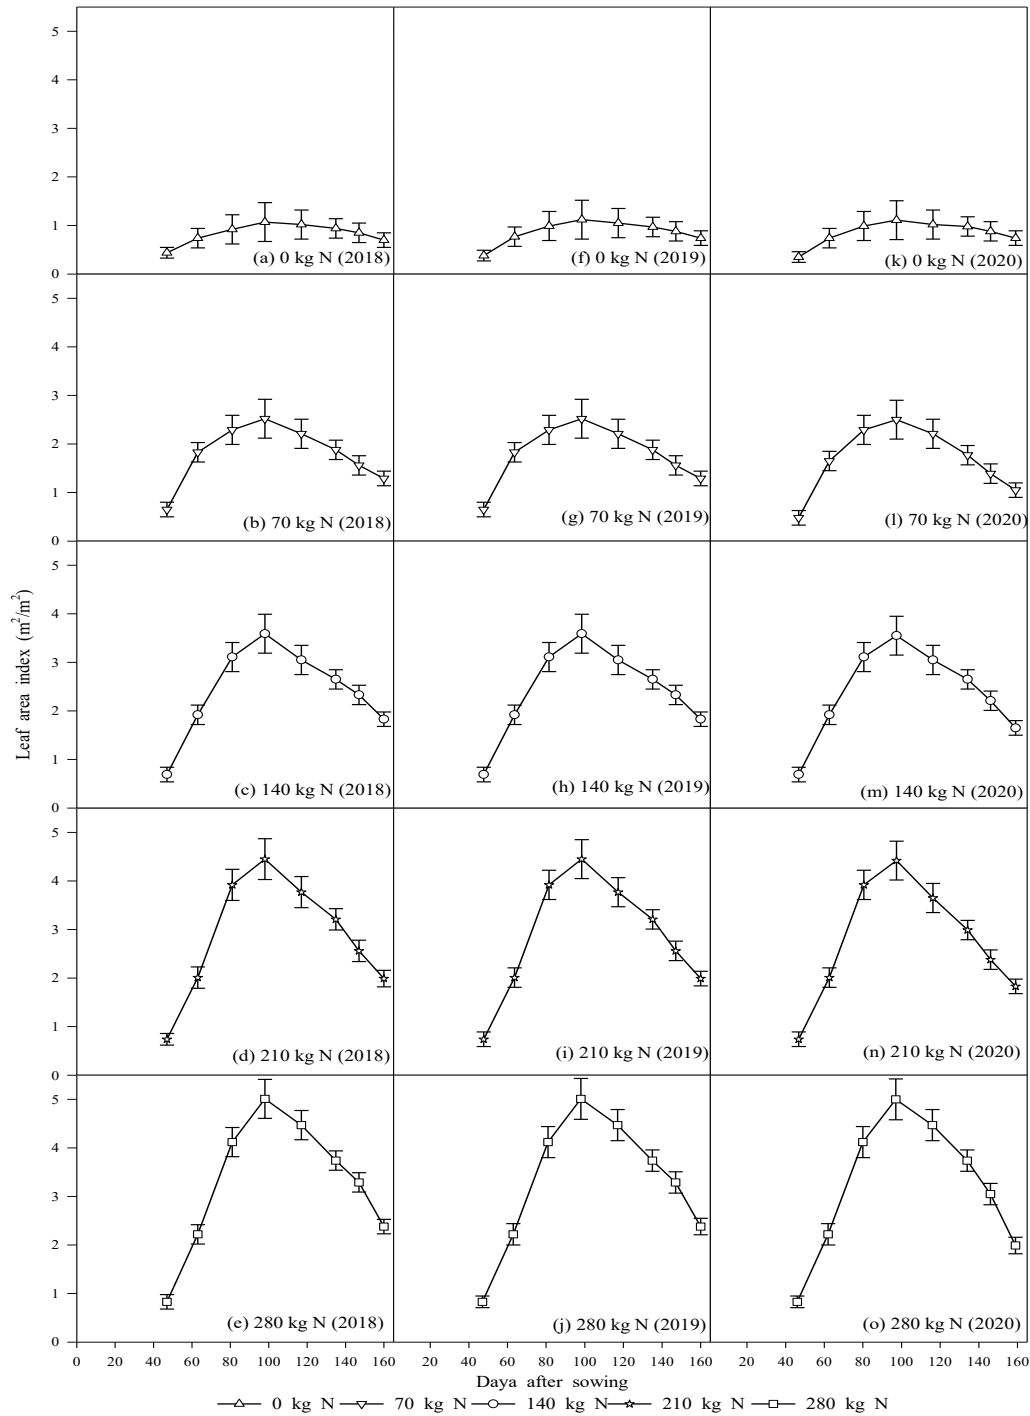 5
4
3
2
1
0
(a) 0 kg N (2018)
(f) 0 kg N (2019)
(k) 0 kg N (2020)
5
4
3
2
1
0
(b) 70 kg N (2018)
(g) 70 kg N (2019)
(l) 70 kg N (2020)
5
4
3
2
1
0
(c) 140 kg N (2018)
(h) 140 kg N (2019)
(m) 140 kg N (2020)
Leaf area index (m²/m²)
5
4
3
2
1
0
(d) 210 kg N (2018)
(i) 210 kg N (2019)
(n) 210 kg N (2020)
5
4
3
2
1
0
(e) 280 kg N (2018)
(j) 280 kg N (2019)
(o) 280 kg N (2020)
0 20 40 60 80 100 120 140 160 20 40 60 80 100 120 140 160 20 40 60 80 100 120 140 160
Daya after sowing
0 kg N 70 kg N 140 kg N 210 kg N 280 kg N